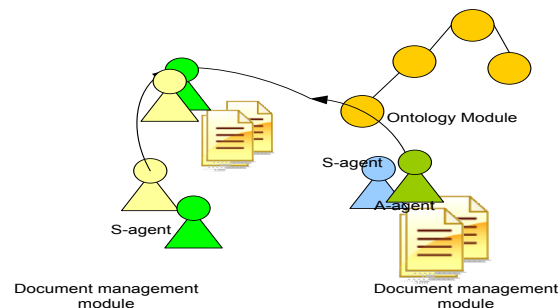 Ontology Module
S-agent
A-agent
S-agent
Document management
module
Document management
module